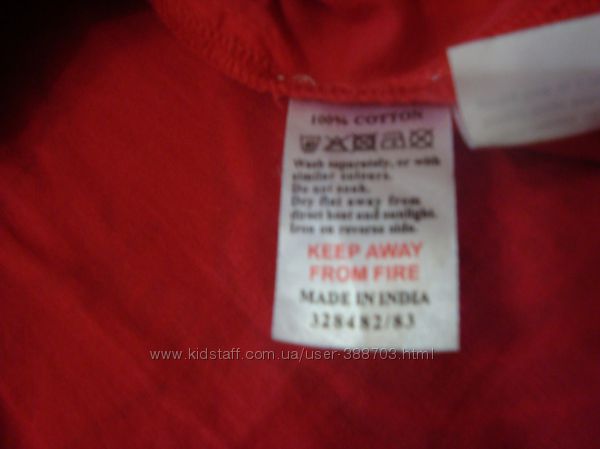 100% COTTON
Wash separately, or with
similar colours.
Do not soak.
Dry flat away from
direct heat and sunlight.
Iron on reverse side.
KEEP AWAY
FROM FIRE
MADE IN INDIA
328482/83
www.kidstaff.com.ua/user-388703.html